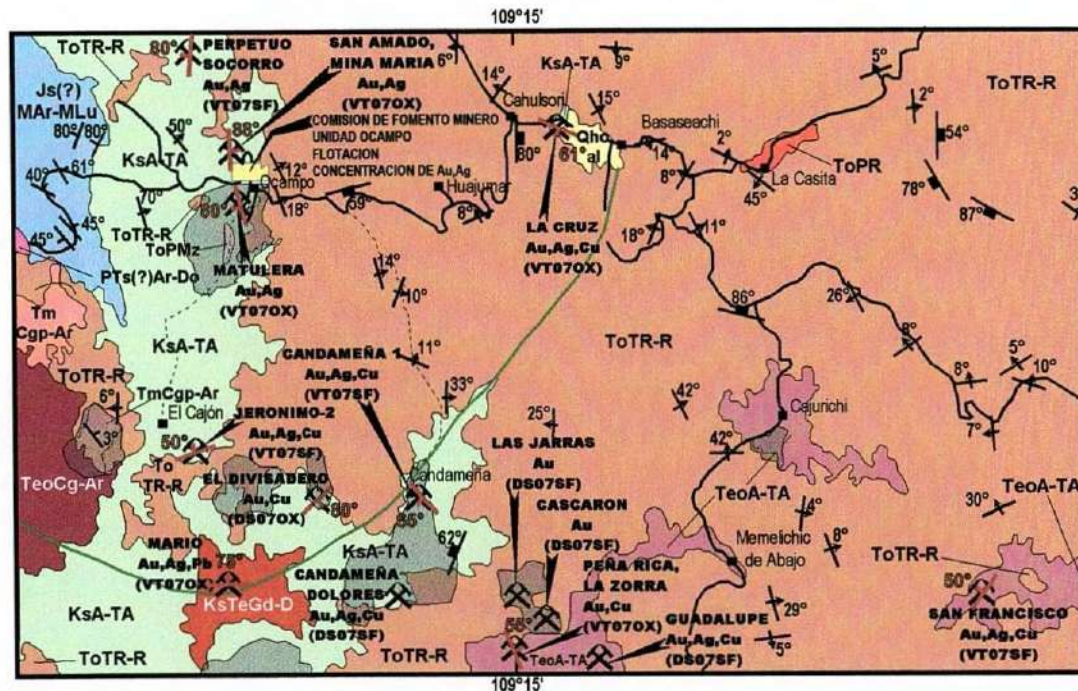 109°15'
ToTR-R
80°
PERPETUO
SOCORRO
Au,Ag
(VT07SF)
SAN AMADO,
MINA MARIA
Au,Ag
(VT07OX)
6°
KsA-TA
9°
5°
ToTR-R
Js(?)
MAr-MLu
80°
80°
50°
88°
COMISION DE FOMENTO MINERO
UNIDAD OCAMPO
FLOTACION
CONCENTRACION DE Au,Ag
14°
Cahulson
15°
2°
54°
KsA-TA
Qho
al
61°
80°
Basaseachi
14°
2°
ToPR
La Casita
45°
78°
87°
40°
61°
12°
Ocampo
18°
59°
Huajumar
8°
8°
70°
60°
45°
45°
ToTR-R
ToPMz
LA CRUZ
Au,Ag,Cu
(VT07OX)
18°
11°
PTs(?)Ar-Do
MATULERA
Au,Ag
(VT07OX)
14°
10°
86°
26°
Tm
Cgp-Ar
KsA-TA
CANDAMEÑA 1
Au,Ag,Cu
(VT07SF)
11°
ToTR-R
8°
5°
8°
10°
ToTR-R
6°
TmCgp-Ar
El Cajón
33°
42°
Cajurichi
7°
3°
50°
JERONIMO-2
Au,Ag,Cu
(VT07SF)
25°
LAS JARRAS
Au
(DS07SF)
42°
To
TR-R
TeoCg-Ar
EL DIVISADERO
Au,Cu
(DS07OX)
80°
Candameña
65°
CASCARON
Au
(DS07SF)
TeoA-TA
4°
30°
TeoA-TA
MARIO
Au,Ag,Pb
(VT07OX)
75°
KsA-TA
62°
PEÑA RICA,
LA ZORRA
Au,Cu
(VT07OX)
Memelichic
de Abajo
8°
ToTR-R
50°
KsA-TA
KsTeGd-D
CANDAMEÑA
DOLORES
Au,Ag,Cu
(DS07SF)
55°
GUADALUPE
Au,Ag,Cu
(DS07SF)
29°
5°
SAN FRANCISCO
Au,Ag,Cu
(VT07SF)
ToTR-R
ToTR-R
TeoA-TA
109°15'